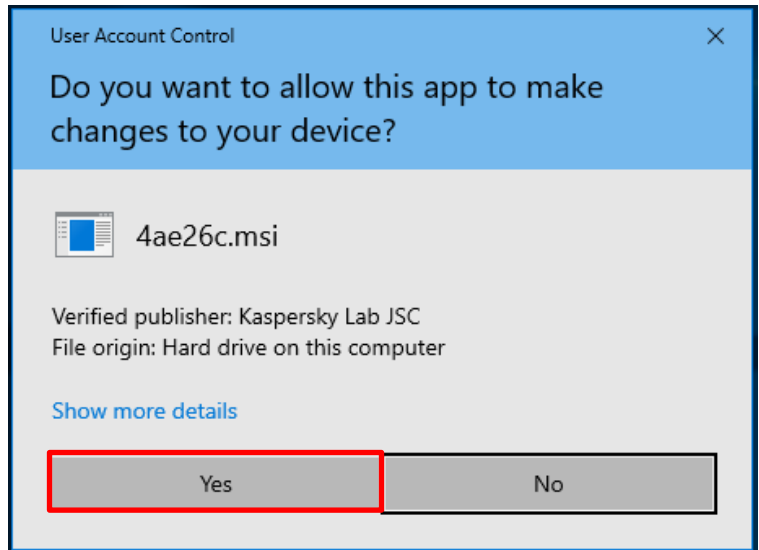 User Account Control
Do you want to allow this app to make
changes to your device?
4ae26c.msi
Verified publisher: Kaspersky Lab JSC
File origin: Hard drive on this computer
Show more details
Yes
No